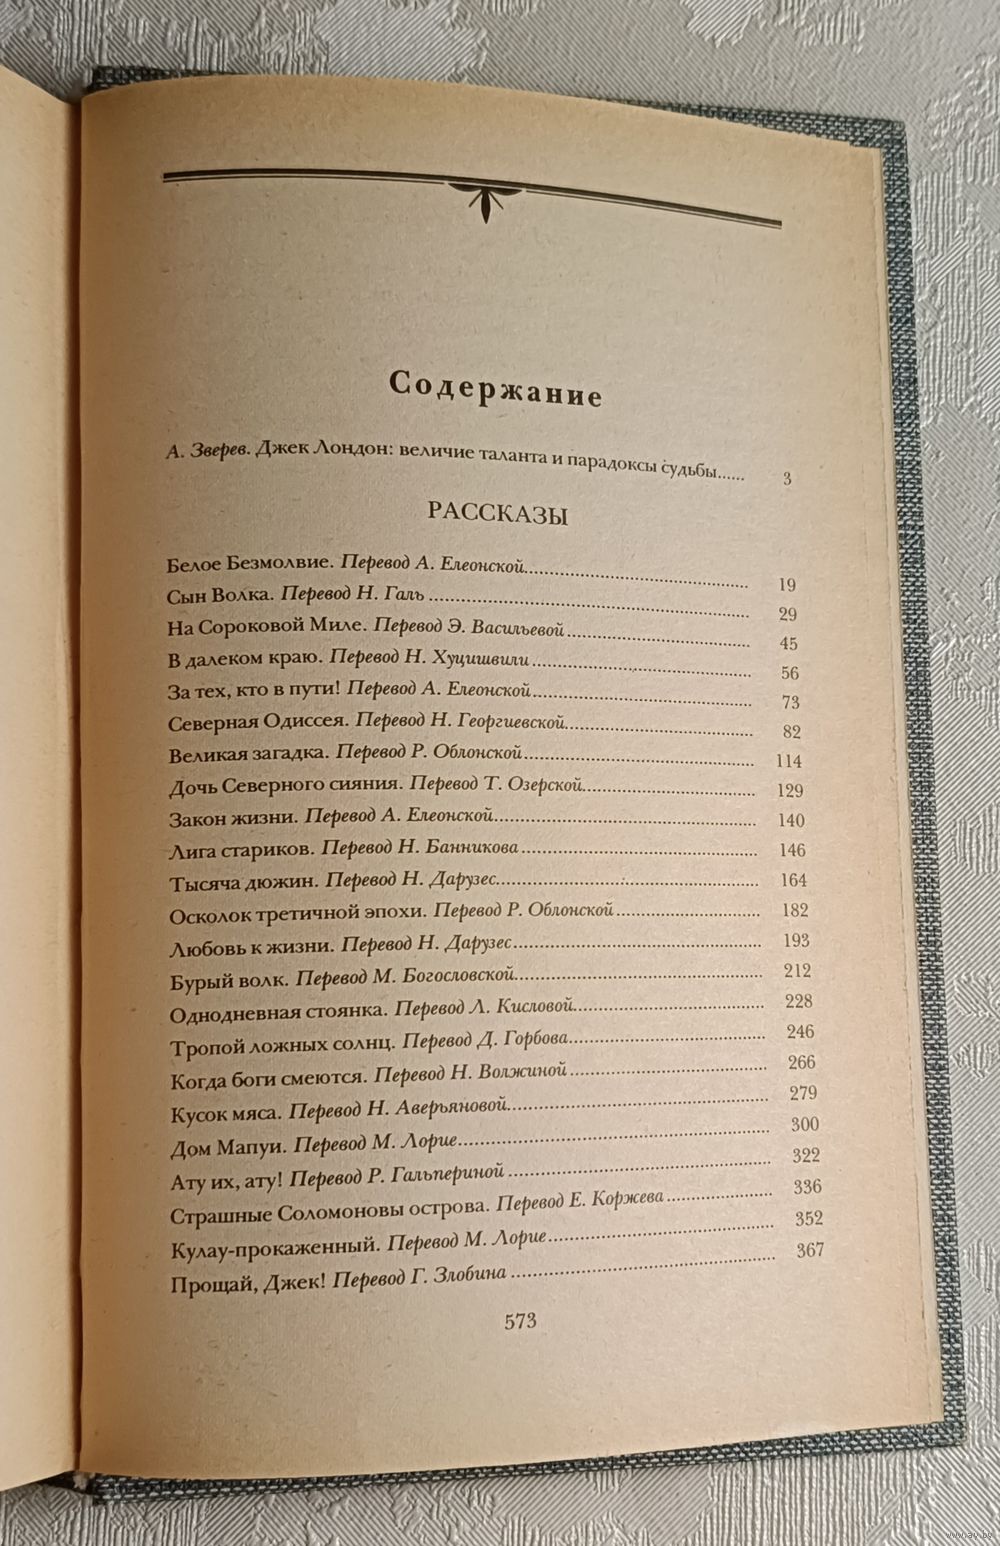 Содержание
А. Зверев. Джек Лондон: величие таланта и парадоксы судьбы...... 3
РАССКАЗЫ
Белое Безмолвие. Перевод А. Елеонской 19
Сын Волка. Перевод Н. Галь 29
На Сороковой Миле. Перевод Э. Васильевой 45
В далеком краю. Перевод Н. Хуцишвили 56
За тех, кто в пути! Перевод А. Елеонской 73
Северная Одиссея. Перевод Н. Георгиевской 82
Великая загадка. Перевод Р. Облонской 114
Дочь Северного сияния. Перевод Т. Озерской 129
Закон жизни. Перевод А. Елеонской 140
Лига стариков. Перевод Н. Банникова 146
Тысяча дюжин. Перевод Н. Дарузес 164
Осколок третичной эпохи. Перевод Р. Облонской 182
Любовь к жизни. Перевод Н. Дарузес 193
Бурый волк. Перевод М. Богословской 212
Однодневная стоянка. Перевод Л. Кисловой 228
Тропой ложных солнц. Перевод Д. Горбова 246
Когда боги смеются. Перевод Н. Волжиной 266
Кусок мяса. Перевод Н. Аверьяновой 279
Дом Мапуи. Перевод М. Лорие 300
Ату их, ату! Перевод Р. Гальпериной 322
Страшные Соломоновы острова. Перевод Е. Коржева 336
Кулау-прокаженный. Перевод М. Лорие 352
Прощай, Джек! Перевод Г. Злобина 367
573
www.ay.by